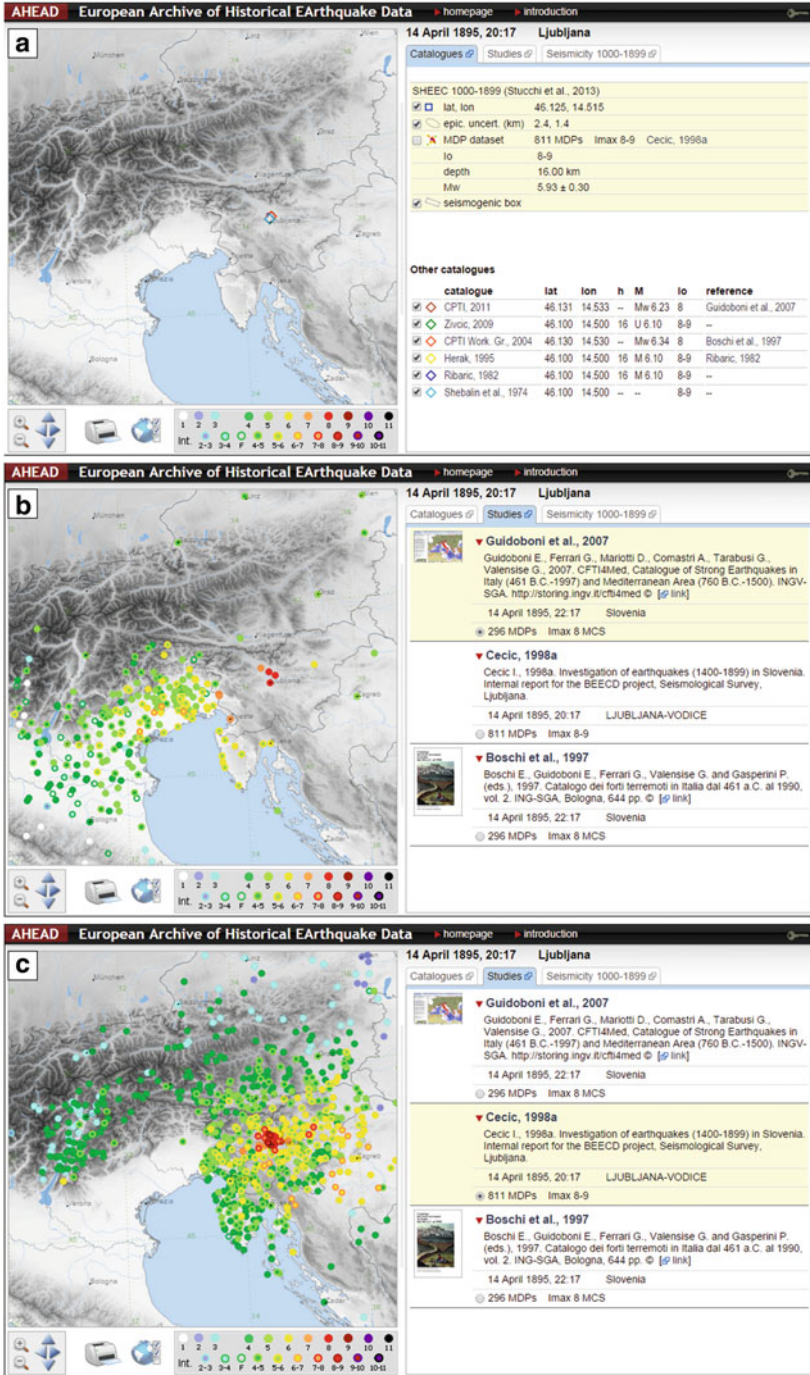 AHEAD European Archive of Historical EArthquake Data homepage introduction
a
14 April 1895, 20:17 Ljubljana
Catalogues Studies Seismicity 1000-1899
SHEEC 1000-1899 (Stucchi et al., 2013)
lat, lon 46.125, 14.515
epic. uncert. (km) 2.4, 1.4
MDP dataset 811 MDPs Imax 8-9 Cecic, 1998a
Io 8-9
depth 16.00 km
Mw 5.93 ± 0.30
seismogenic box
Other catalogues
catalogue lat lon h M Io reference
CPTI, 2011 46.131 14.533 -- Mw 6.23 8 Guidoboni et al., 2007
Zivcic, 2009 46.100 14.500 16 U 6.10 8-9 --
CPTI Work. Gr., 2004 46.130 14.530 -- Mw 6.34 8 Boschi et al., 1997
Herak, 1995 46.100 14.500 16 M 6.10 8-9 Ribaric, 1982
Ribaric, 1982 46.100 14.500 16 M 6.10 8-9 --
Shebalin et al., 1974 46.100 14.500 -- -- 8-9 --
Linz
Wien
München
Graz
Klagenfurt
Ljubljana
Zagreb
Trieste
Verona
Venezia
Bologna
Zadar
1 2 3 4 5 6 7 8 9 10 11
Int. 2-3 3-4 F 4-5 5-6 6-7 7-8 8-9 9-10 10-11
AHEAD European Archive of Historical EArthquake Data homepage introduction
b
14 April 1895, 20:17 Ljubljana
Catalogues Studies Seismicity 1000-1899
Guidoboni et al., 2007
Guidoboni E., Ferrari G., Mariotti D., Comastri A., Tarabusi G.,
Valensise G., 2007. CFTI4Med, Catalogue of Strong Earthquakes in
Italy (461 B.C.-1997) and Mediterranean Area (760 B.C.-1500). INGV-
SGA. http://storing.ingv.it/cfti4med © [link]
14 April 1895, 22:17 Slovenia
296 MDPs Imax 8 MCS
Cecic, 1998a
Cecic I., 1998a. Investigation of earthquakes (1400-1899) in Slovenia.
Internal report for the BEECD project, Seismological Survey,
Ljubljana.
14 April 1895, 20:17 LJUBLJANA-VODICE
811 MDPs Imax 8-9
Boschi et al., 1997
Boschi E., Guidoboni E., Ferrari G., Valensise G. and Gasperini P.
(eds.), 1997. Catalogo dei forti terremoti in Italia dal 461 a.C. al 1990,
vol. 2. ING-SGA, Bologna, 644 pp. © [link]
14 April 1895, 22:17 Slovenia
296 MDPs Imax 8 MCS
Linz
Wien
München
Graz
Klagenfurt
Zagreb
Venezia
Bologna
Zadar
1 2 3 4 5 6 7 8 9 10 11
Int. 2-3 3-4 F 4-5 5-6 6-7 7-8 8-9 9-10 10-11
AHEAD European Archive of Historical EArthquake Data homepage introduction
c
14 April 1895, 20:17 Ljubljana
Catalogues Studies Seismicity 1000-1899
Guidoboni et al., 2007
Guidoboni E., Ferrari G., Mariotti D., Comastri A., Tarabusi G.,
Valensise G., 2007. CFTI4Med, Catalogue of Strong Earthquakes in
Italy (461 B.C.-1997) and Mediterranean Area (760 B.C.-1500). INGV-
SGA. http://storing.ingv.it/cfti4med © [link]
14 April 1895, 22:17 Slovenia
296 MDPs Imax 8 MCS
Cecic, 1998a
Cecic I., 1998a. Investigation of earthquakes (1400-1899) in Slovenia.
Internal report for the BEECD project, Seismological Survey,
Ljubljana.
14 April 1895, 20:17 LJUBLJANA-VODICE
811 MDPs Imax 8-9
Boschi et al., 1997
Boschi E., Guidoboni E., Ferrari G., Valensise G. and Gasperini P.
(eds.), 1997. Catalogo dei forti terremoti in Italia dal 461 a.C. al 1990,
vol. 2. ING-SGA, Bologna, 644 pp. © [link]
14 April 1895, 22:17 Slovenia
296 MDPs Imax 8 MCS
München
Verona
Venezia
Bologna
Zadar
1 2 3 4 5 6 7 8 9 10 11
Int. 2-3 3-4 F 4-5 5-6 6-7 7-8 8-9 9-10 10-11